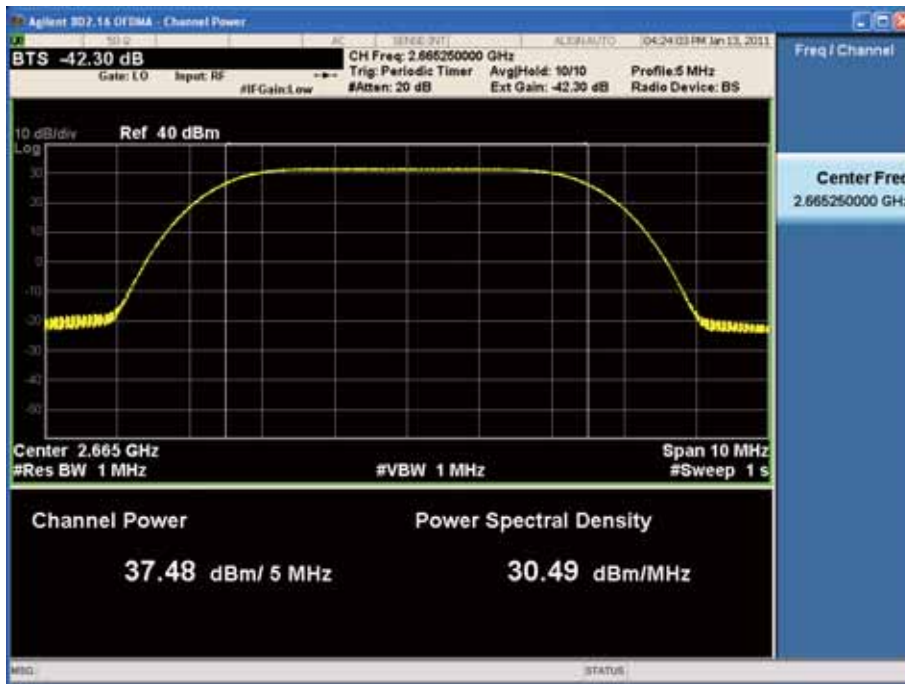 Agilent 802.16 OFDMA - Channel Power
50 Ω AC SENSE:INT ALIGN AUTO 04:24:03 PM Jan 13, 2011
BTS -42.30 dB
CH Freq: 2.665250000 GHz
Gate: LO Input: RF
Trig: Periodic Timer Avg|Hold: 10/10 Profile:5 MHz
#IFGain:Low #Atten: 20 dB Ext Gain: -42.30 dB Radio Device: BS
Freq / Channel
10 dB/div Ref 40 dBm
Log
30
20
10
0
-10
-20
-30
-40
-50
Center Freq
2.665250000 GHz
Center 2.665 GHz Span 10 MHz
#Res BW 1 MHz #VBW 1 MHz #Sweep 1 s
Channel Power Power Spectral Density
37.48 dBm/ 5 MHz 30.49 dBm/MHz
MSG STATUS